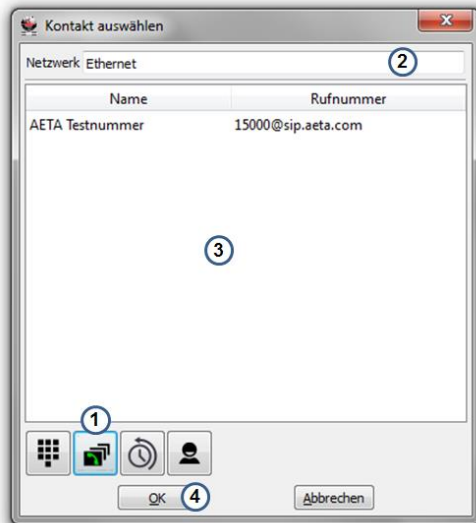 Kontakt auswählen
Netzwerk Ethernet
2
Name Rufnummer
AETA Testnummer 15000@sip.aeta.com
3
1
OK 4 Abbrechen